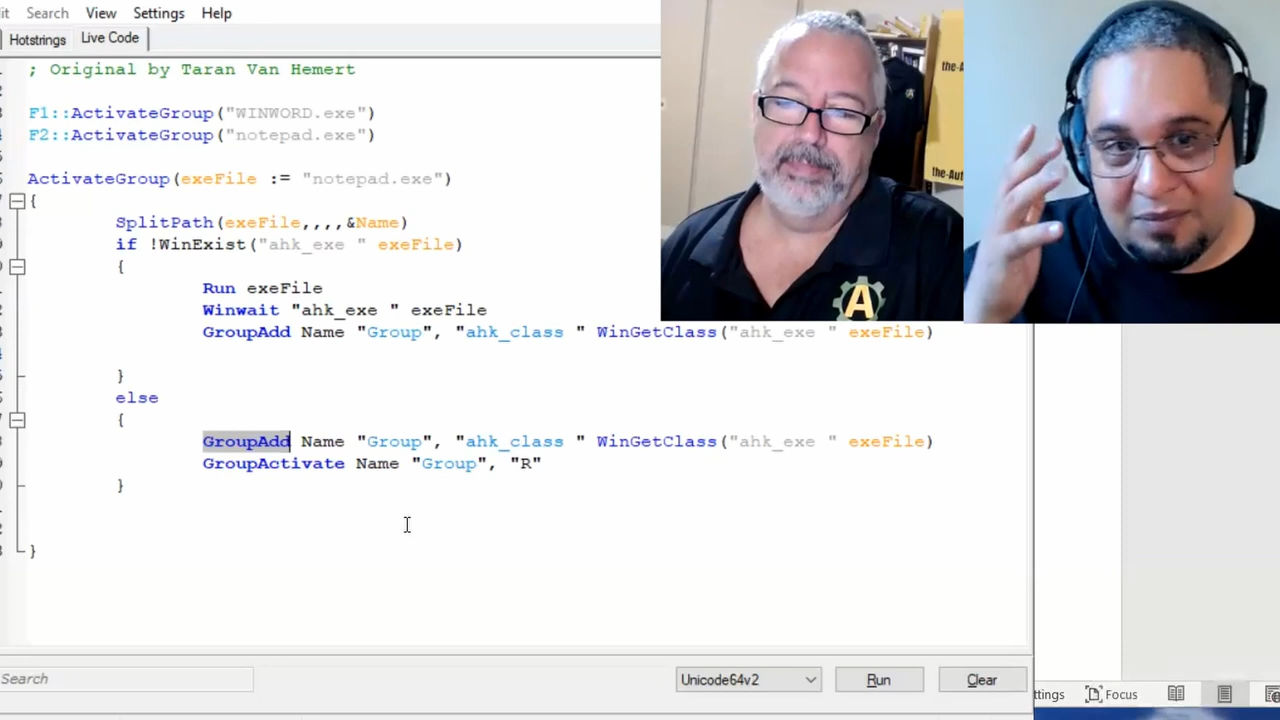 Search View Settings Help
Hotstrings Live Code
; Original by Taran Van Hemert
F1::ActivateGroup("WINWORD.exe")
F2::ActivateGroup("notepad.exe")
ActivateGroup(exeFile := "notepad.exe")
{
SplitPath(exeFile,,,,&Name)
if !WinExist("ahk_exe " exeFile)
{
Run exeFile
Winwait "ahk_exe " exeFile
GroupAdd Name "Group", "ahk_class " WinGetClass("ahk_exe " exeFile)
}
else
{
GroupAdd Name "Group", "ahk_class " WinGetClass("ahk_exe " exeFile)
GroupActivate Name "Group", "R"
}
}
Search Unicode64v2 Run Clear
ttings Focus
the-A
the-Aut
A